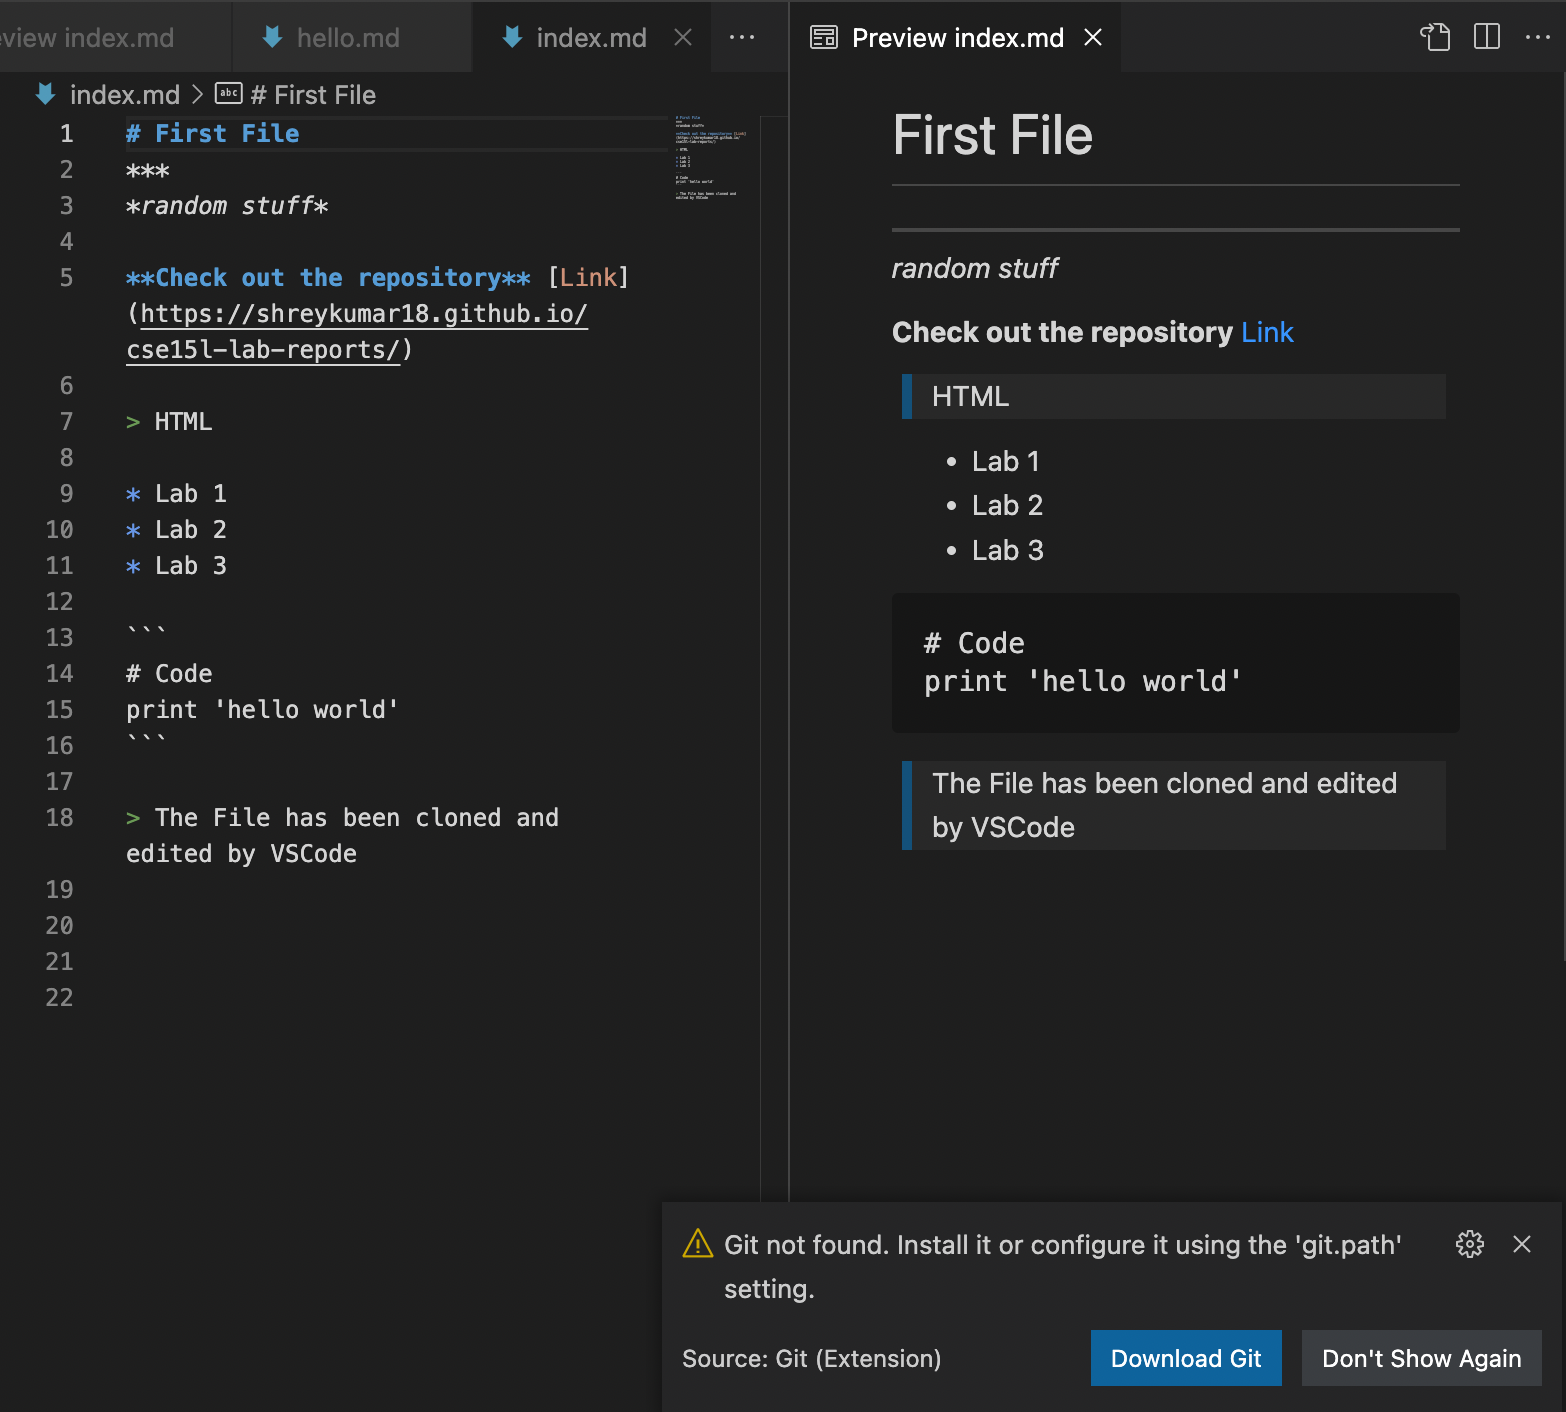 view index.md
hello.md
index.md
Preview index.md
index.md > # First File
1 # First File
2 ***
3 *random stuff*
4
5 **Check out the repository** [Link]
(https://shreykumar18.github.io/
cse15l-lab-reports/)
6
7 > HTML
8
9 * Lab 1
10 * Lab 2
11 * Lab 3
12
13 ```
14 # Code
15 print 'hello world'
16 ```
17
18 > The File has been cloned and
edited by VSCode
19
20
21
22
First File
random stuff
Check out the repository Link
HTML
• Lab 1
• Lab 2
• Lab 3
# Code
print 'hello world'
The File has been cloned and edited
by VSCode
Git not found. Install it or configure it using the 'git.path'
setting.
Source: Git (Extension)
Download Git
Don't Show Again